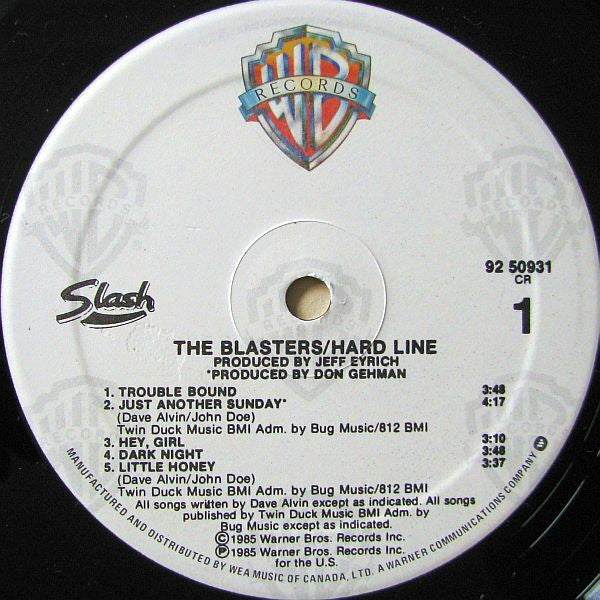 WB
RECORDS
Slash
92 50931
CR
1
THE BLASTERS/HARD LINE
PRODUCED BY JEFF EYRICH
*PRODUCED BY DON GEHMAN
1. TROUBLE BOUND 3:48
2. JUST ANOTHER SUNDAY* 4:17
(Dave Alvin/John Doe)
Twin Duck Music BMI Adm. by Bug Music/812 BMI
3. HEY, GIRL 3:10
4. DARK NIGHT 3:48
5. LITTLE HONEY 3:37
(Dave Alvin/John Doe)
Twin Duck Music BMI Adm. by Bug Music/812 BMI
All songs written by Dave Alvin except as indicated. All songs
published by Twin Duck Music BMI Adm. by
Bug Music except as indicated.
©1985 Warner Bros. Records Inc.
℗1985 Warner Bros. Records Inc.
for the U.S.
MANUFACTURED AND DISTRIBUTED BY WEA MUSIC OF CANADA, LTD. A WARNER COMMUNICATIONS COMPANY